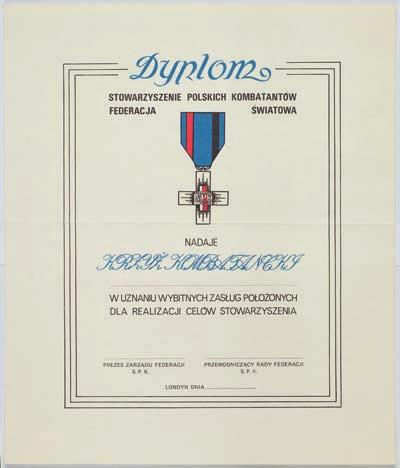 Dyplom
STOWARZYSZENIE POLSKICH KOMBATANTÓW
FEDERACJA ŚWIATOWA
NADAJE
KRZYŻ KOMBATANCKI
W UZNANIU WYBITNYCH ZASŁUG POŁOŻONYCH
DLA REALIZACJI CELÓW STOWARZYSZENIA
PREZES ZARZĄDU FEDERACJI
S. P. K.
PRZEWODNICZĄCY RADY FEDERACJI
S. P. K.
LONDYN DNIA